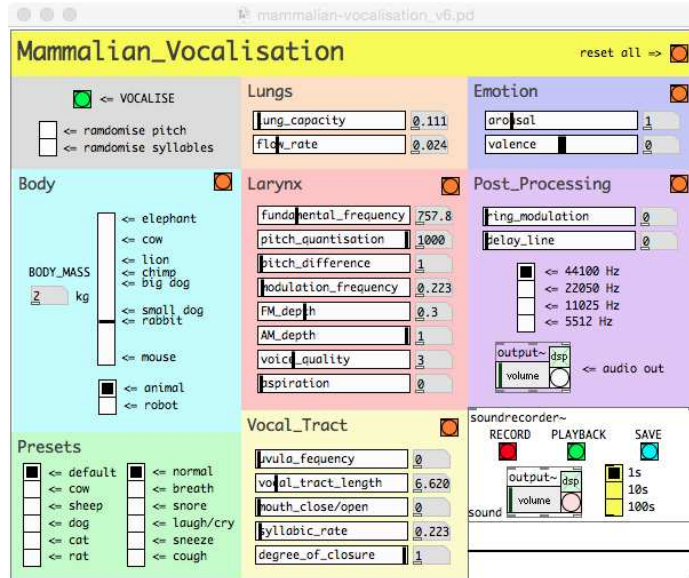 mammalian-vocalisation_v6.pd
Mammalian_Vocalisation
reset all =>
<= VOCALISE
<= ramdomise pitch
<= ramdomise syllables
Lungs
lung_capacity 0.111
flow_rate 0.024
Emotion
arousal 1
valence 0
Body
<= elephant
<= cow
<= lion
<= chimp
<= big dog
BODY_MASS
2 kg
<= small dog
<= rabbit
<= mouse
<= animal
<= robot
Larynx
fundamental_frequency 757.8
pitch_quantisation 1000
pitch_difference 1
modulation_frequency 0.223
FM_depth 0.3
AM_depth 1
voice_quality 3
aspiration 0
Post_Processing
ring_modulation 0
delay_line 0
<= 44100 Hz
<= 22050 Hz
<= 11025 Hz
<= 5512 Hz
output~ dsp
volume
<= audio out
Presets
<= default <= normal
<= cow <= breath
<= sheep <= snore
<= dog <= laugh/cry
<= cat <= sneeze
<= rat <= cough
Vocal_Tract
uvula_fequency 0
vocal_tract_length 6.620
mouth_close/open 0
syllabic_rate 0.223
degree_of_closure 1
soundrecorder~
RECORD PLAYBACK SAVE
output~ dsp
volume
sound
1s
10s
100s